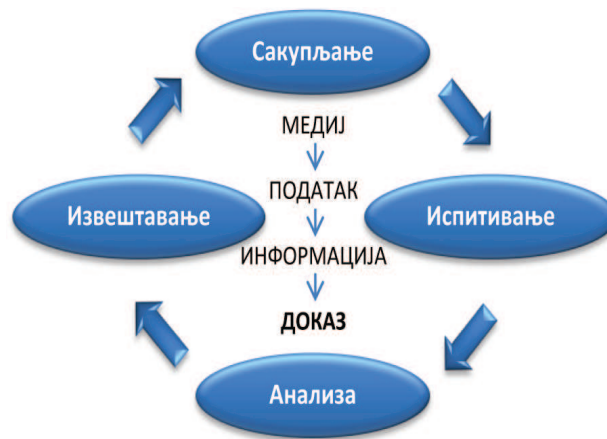 Сакупљање
МЕДИЈ
ПОДАТАК
Извештавање
Испитивање
ИНФОРМАЦИЈА
ДОКАЗ
Анализа